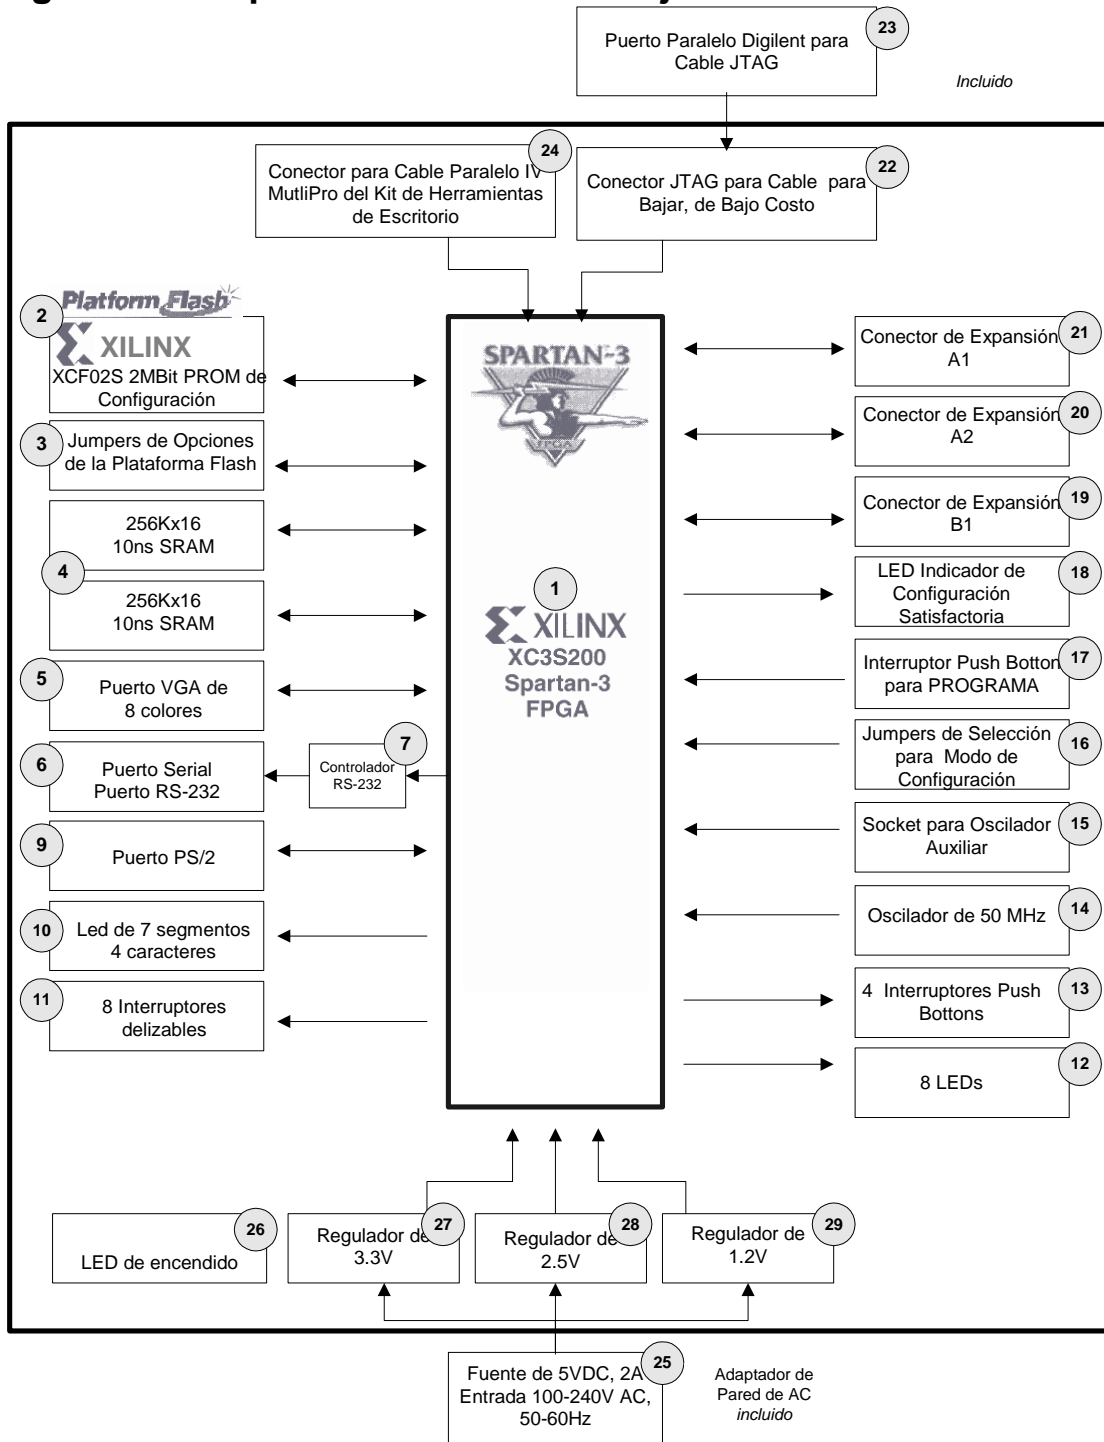 23
Puerto Paralelo Digilent para
Cable JTAG
Incluido
24
Conector para Cable Paralelo IV
MutliPro del Kit de Herramientas
de Escritorio
22
Conector JTAG para Cable para
Bajar, de Bajo Costo
2
Platform Flash
XILINX
XCF02S 2MBit PROM de
Configuración
3
Jumpers de Opciones
de la Plataforma Flash
256Kx16
10ns SRAM
4
256Kx16
10ns SRAM
5
Puerto VGA de
8 colores
6
Puerto Serial
Puerto RS-232
7
Controlador
RS-232
9
Puerto PS/2
10
Led de 7 segmentos
4 caracteres
11
8 Interruptores
delizables
SPARTAN-3
FPGA
1
XILINX
XC3S200
Spartan-3
FPGA
Conector de Expansión
A1
21
Conector de Expansión
A2
20
Conector de Expansión
B1
19
LED Indicador de
Configuración
Satisfactoria
18
Interruptor Push Botton
para PROGRAMA
17
Jumpers de Selección
para Modo de
Configuración
16
Socket para Oscilador
Auxiliar
15
Oscilador de 50 MHz
14
4 Interruptores Push
Bottons
13
8 LEDs
12
26
LED de encendido
27
Regulador de
3.3V
28
Regulador de
2.5V
29
Regulador de
1.2V
25
Fuente de 5VDC, 2A
Entrada 100-240V AC,
50-60Hz
Adaptador de
Pared de AC
incluido